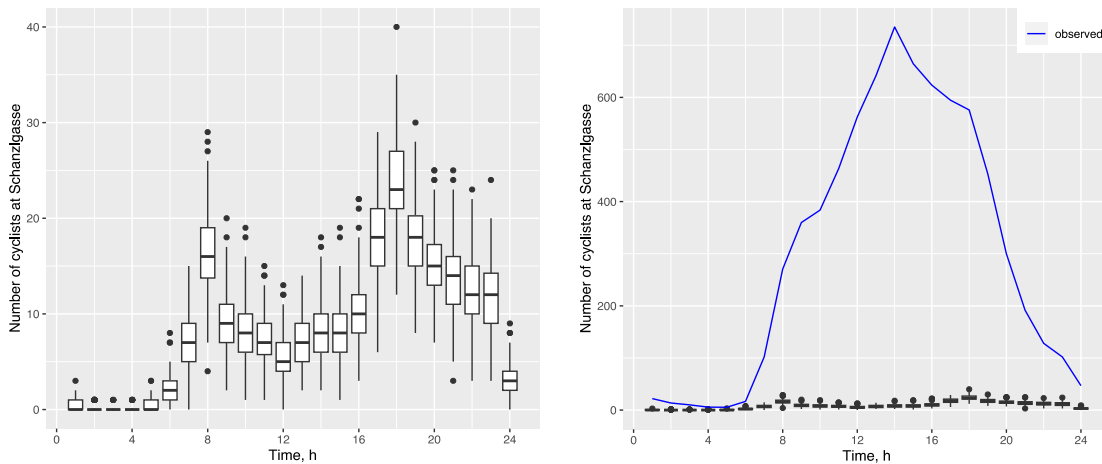 Number of cyclists at Schanzlgasse
40
30
20
10
0
0 4 8 12 16 20 24
Time, h
Number of cyclists at Schanzlgasse
600
400
200
0
0 4 8 12 16 20 24
Time, h
observed